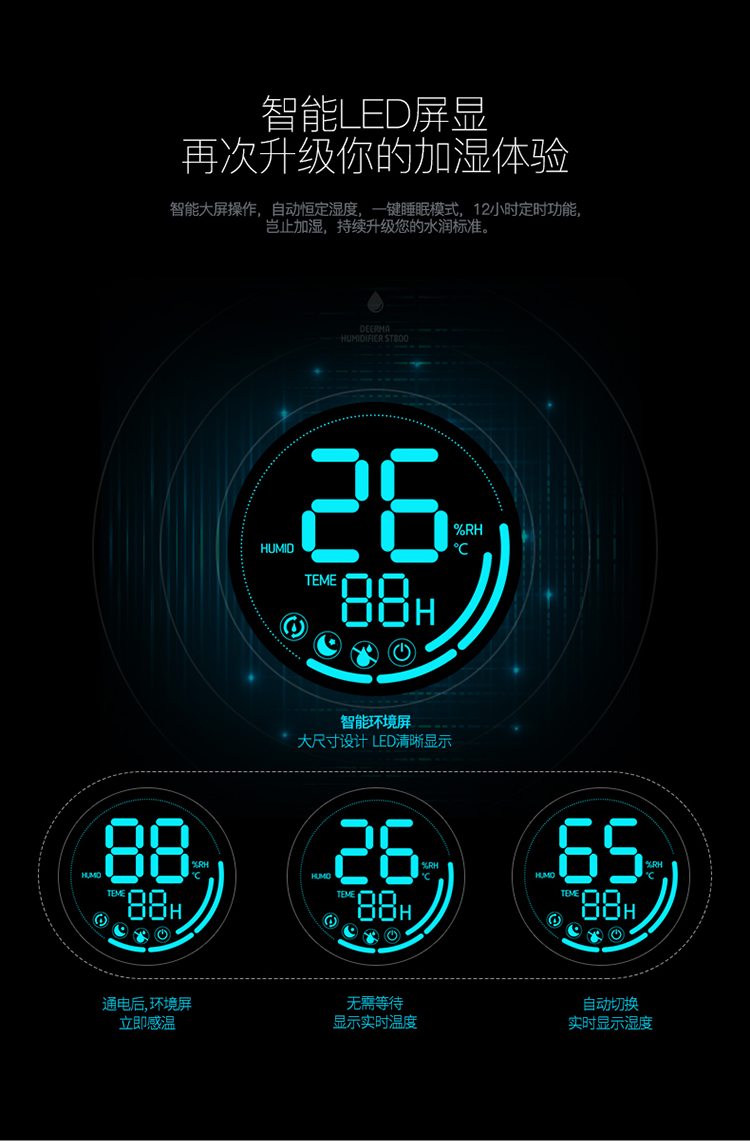 智能LED屏显
再次升级你的加湿体验
智能大屏操作，自动恒定湿度，一键睡眠模式，12小时定时功能，
岂止加湿，持续升级您的水润标准。
DEERMA
HUMIDIFIER ST800
26
%RH
HUMID
℃
TEME
88H
智能环境屏
大尺寸设计 LED清晰显示
88
%RH
HUMID
℃
TEME
88H
26
%RH
HUMID
℃
TEME
88H
65
%RH
HUMID
℃
TEME
88H
通电后,环境屏
立即感温
无需等待
显示实时温度
自动切换
实时显示湿度